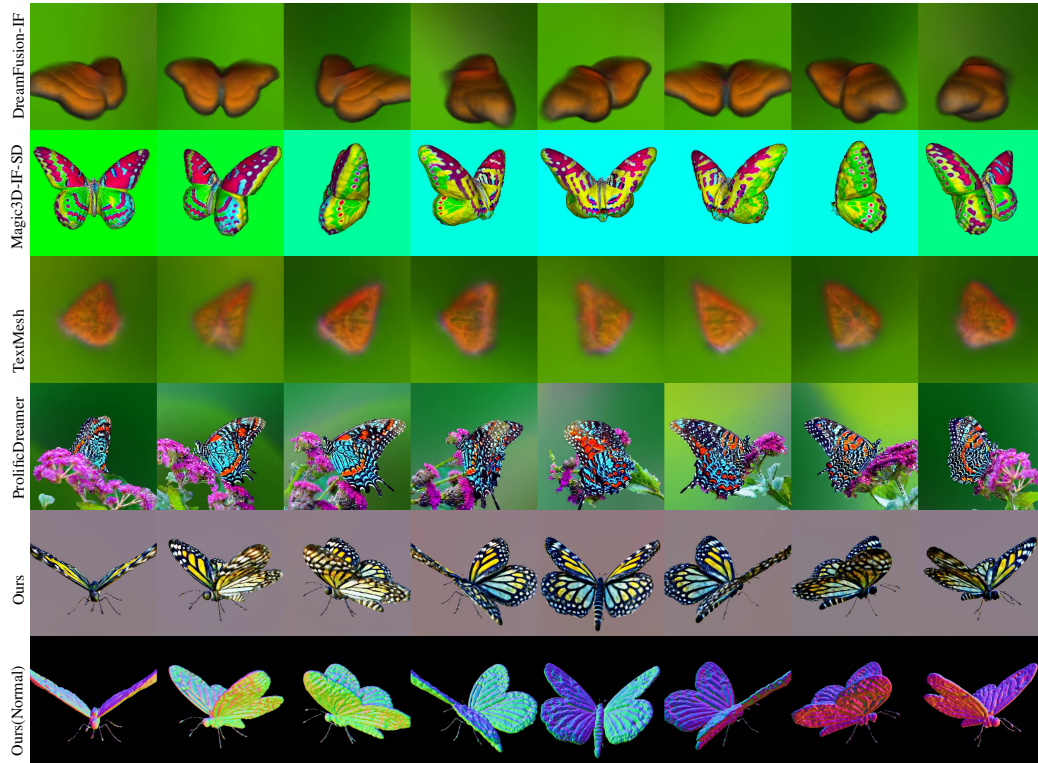 DreamFusion-IF
Magic3D-IF-SD
TextMesh
ProlificDreamer
Ours
Ours(Normal)